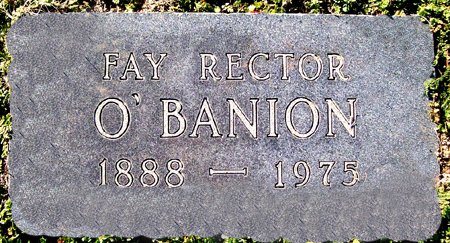 FAY RECTOR
O'BANION
1888 — 1975